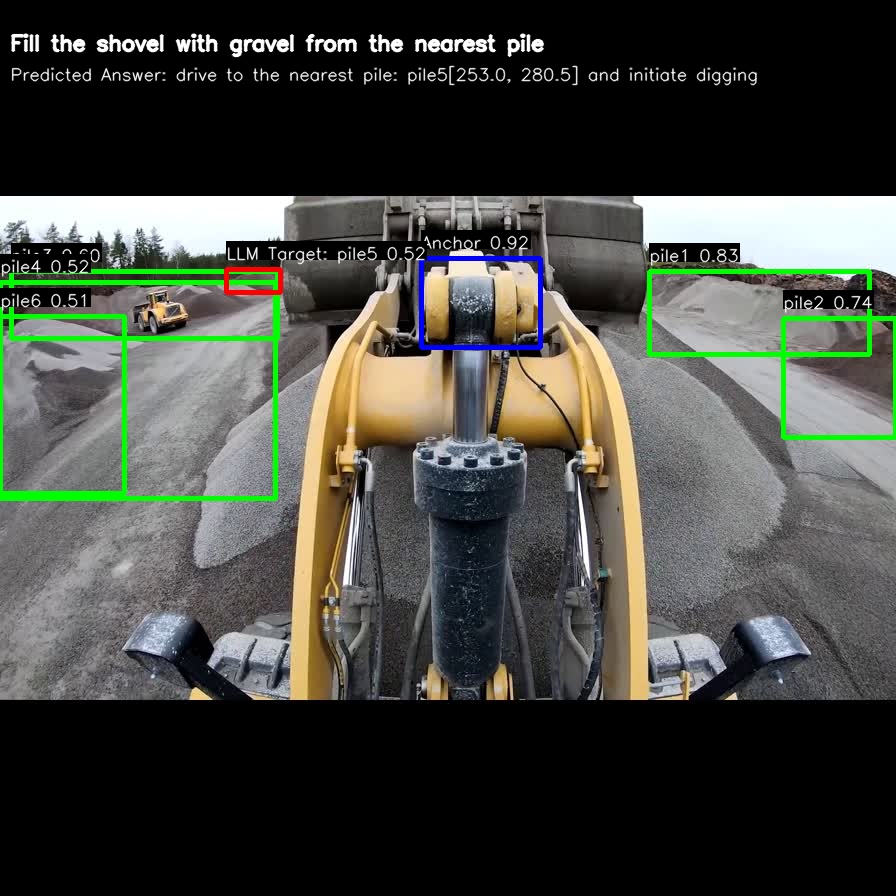 Fill the shovel with gravel from the nearest pile
Predicted Answer: drive to the nearest pile: pile5[253.0, 280.5] and initiate digging
Anchor 0.92
LLM Target: pile5 0.52
pile1 0.83
0.60
pile4 0.52
pile6 0.51
pile2 0.74